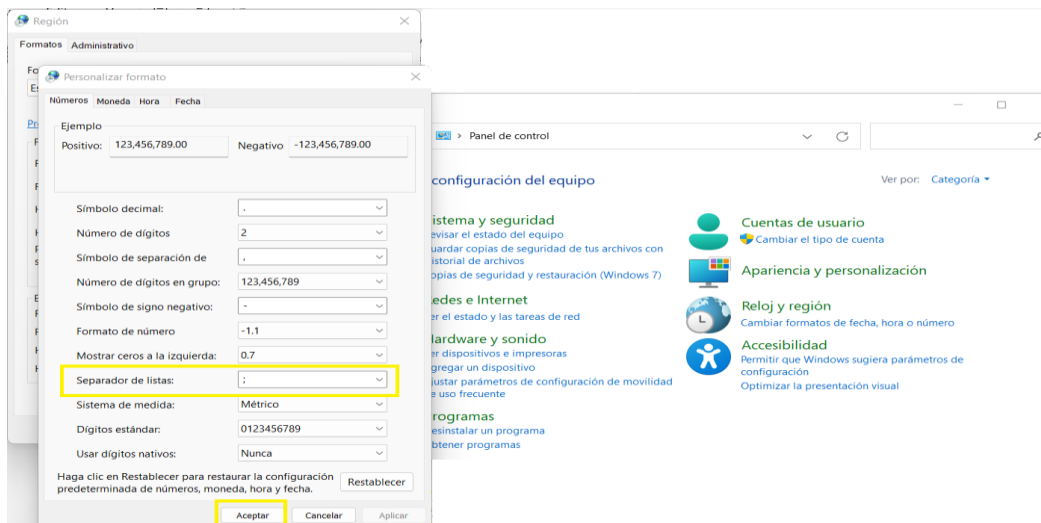 Región
Formatos Administrativo
Fo
Es
Personalizar formato
Números Moneda Hora Fecha
Ejemplo
Positivo: 123,456,789.00 Negativo -123,456,789.00
Símbolo decimal: .
Número de dígitos 2
Símbolo de separación de ,
Número de dígitos en grupo: 123,456,789
Símbolo de signo negativo: -
Formato de número -1.1
Mostrar ceros a la izquierda: 0.7
Separador de listas: ;
Sistema de medida: Métrico
Dígitos estándar: 0123456789
Usar dígitos nativos: Nunca
Haga clic en Restablecer para restaurar la configuración
predeterminada de números, moneda, hora y fecha.
Restablecer
Aceptar Cancelar Aplicar
> Panel de control
configuración del equipo
Ver por: Categoría
istema y seguridad
evisar el estado del equipo
uardar copias de seguridad de tus archivos con
istorial de archivos
opias de seguridad y restauración (Windows 7)
edes e Internet
er el estado y las tareas de red
ardware y sonido
er dispositivos e impresoras
gregar un dispositivo
justar parámetros de configuración de movilidad
e uso frecuente
rogramas
esinstalar un programa
btener programas
Cuentas de usuario
Cambiar el tipo de cuenta
Apariencia y personalización
Reloj y región
Cambiar formatos de fecha, hora o número
Accesibilidad
Permitir que Windows sugiera parámetros de
configuración
Optimizar la presentación visual